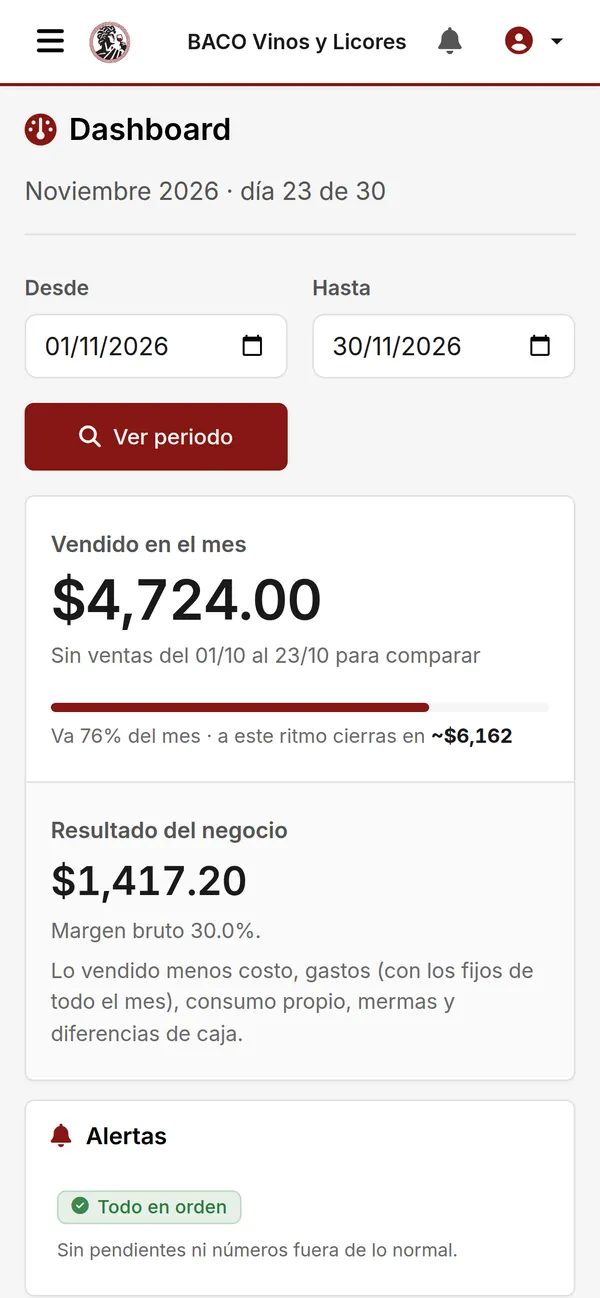 BACO Vinos y Licores
Dashboard
Noviembre 2026 · día 23 de 30
Desde
Hasta
01/11/2026
30/11/2026
Ver periodo
Vendido en el mes
$4,724.00
Sin ventas del 01/10 al 23/10 para comparar
Va 76% del mes · a este ritmo cierras en ~$6,162
Resultado del negocio
$1,417.20
Margen bruto 30.0%.
Lo vendido menos costo, gastos (con los fijos de
todo el mes), consumo propio, mermas y
diferencias de caja.
Alertas
Todo en orden
Sin pendientes ni números fuera de lo normal.